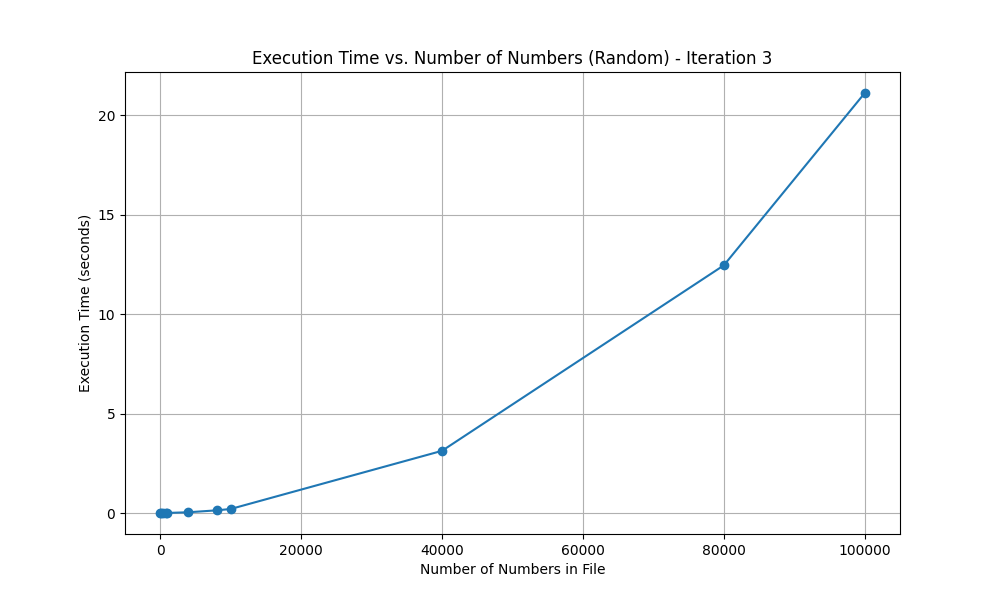 Execution Time vs. Number of Numbers (Random) - Iteration 3
20
15
10
5
0
Execution Time (seconds)
0 20000 40000 60000 80000 100000
Number of Numbers in File